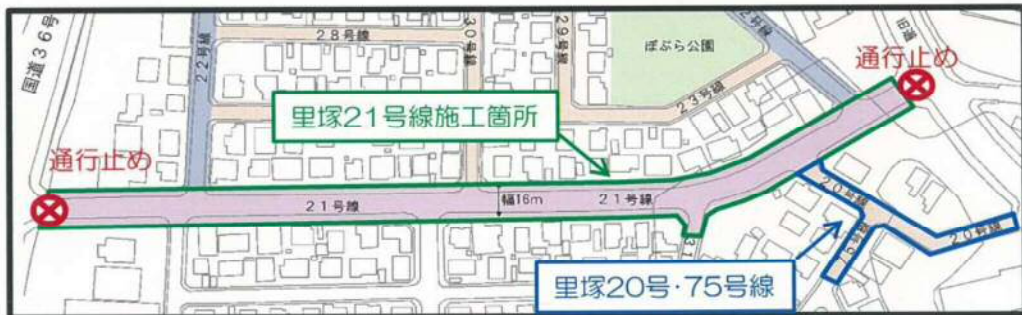 国道36号
22号線
28号線
30号線
29号線
ぽぷら公園
22号線
旧道
通行止め
里塚21号線施工箇所
23号線
通行止め
21号線
幅16m
21号線
20号線
20号線
里塚20号・75号線